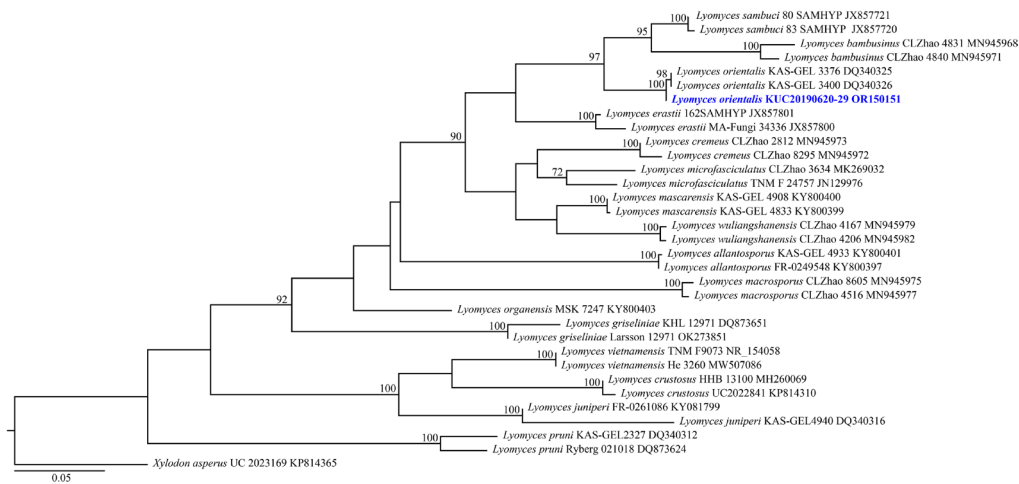 100 Lyomyces sambuci 80 SAMHYP JX857721
Lyomyces sambuci 83 SAMHYP JX857720
95
100 Lyomyces bambusinus CLZhao 4831 MN945968
Lyomyces bambusinus CLZhao 4840 MN945971
97
98 Lyomyces orientalis KAS-GEL 3376 DQ340325
Lyomyces orientalis KAS-GEL 3400 DQ340326
Lyomyces orientalis KUC20190620-29 OR150151
100 Lyomyces erastii 162SAMHYP JX857801
Lyomyces erastii MA-Fungi 34336 JX857800
90
100 Lyomyces cremeus CLZhao 2812 MN945973
Lyomyces cremeus CLZhao 8295 MN945972
72 Lyomyces microfasciculatus CLZhao 3634 MK269032
Lyomyces microfasciculatus TNM F 24757 JN129976
100 Lyomyces mascarensis KAS-GEL 4908 KY800400
Lyomyces mascarensis KAS-GEL 4833 KY800399
100 Lyomyces wuliangshanensis CLZhao 4167 MN945979
Lyomyces wuliangshanensis CLZhao 4206 MN945982
100 Lyomyces allantosporus KAS-GEL 4933 KY800401
Lyomyces allantosporus FR-0249548 KY800397
100 Lyomyces macrosporus CLZhao 8605 MN945975
Lyomyces macrosporus CLZhao 4516 MN945977
92
Lyomyces organensis MSK 7247 KY800403
100 Lyomyces griseliniae KHL 12971 DQ873651
Lyomyces griseliniae Larsson 12971 OK273851
100 Lyomyces vietnamensis TNM F9073 NR_154058
Lyomyces vietnamensis He 3260 MW507086
100 Lyomyces crustosus HHB 13100 MH260069
Lyomyces crustosus UC2022841 KP814310
100
100 Lyomyces juniperi FR-0261086 KY081799
Lyomyces juniperi KAS-GEL4940 DQ340316
100 Lyomyces pruni KAS-GEL2327 DQ340312
Lyomyces pruni Ryberg 021018 DQ873624
Xylodon asperus UC 2023169 KP814365
0.05